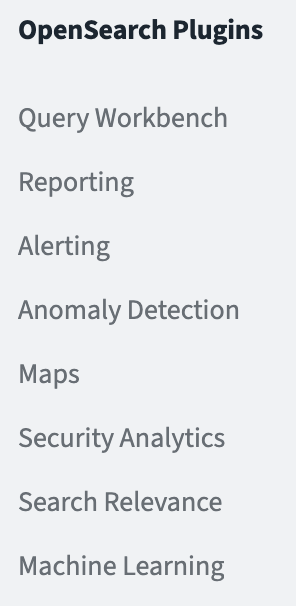 OpenSearch Plugins
Query Workbench
Reporting
Alerting
Anomaly Detection
Maps
Security Analytics
Search Relevance
Machine Learning